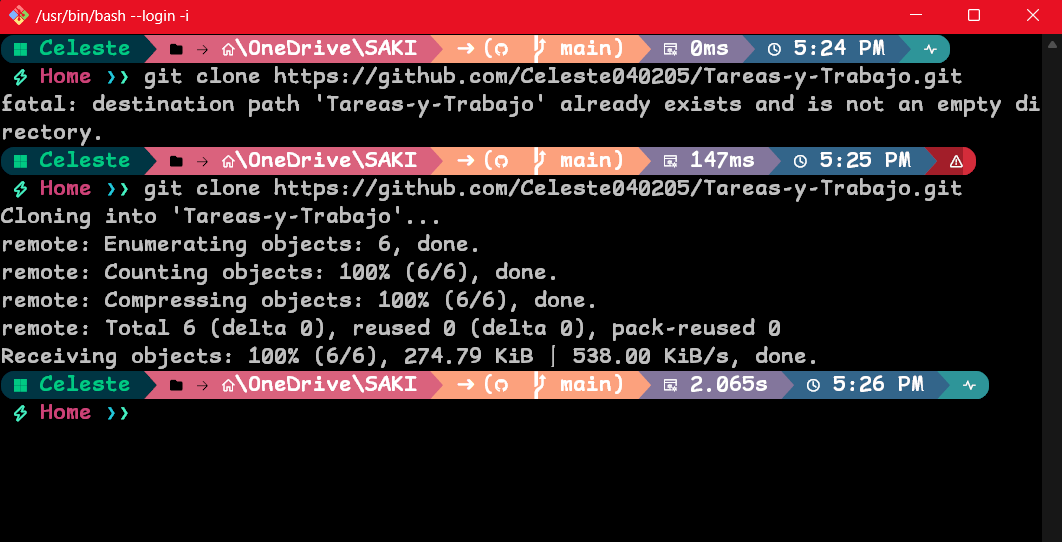 /usr/bin/bash --login -i
Celeste → \OneDrive\SAKI → ( main) 0ms 5:24 PM
Home ❯❯ git clone https://github.com/Celeste040205/Tareas-y-Trabajo.git
fatal: destination path 'Tareas-y-Trabajo' already exists and is not an empty di
rectory.
Celeste → \OneDrive\SAKI → ( main) 147ms 5:25 PM
Home ❯❯ git clone https://github.com/Celeste040205/Tareas-y-Trabajo.git
Cloning into 'Tareas-y-Trabajo'...
remote: Enumerating objects: 6, done.
remote: Counting objects: 100% (6/6), done.
remote: Compressing objects: 100% (6/6), done.
remote: Total 6 (delta 0), reused 0 (delta 0), pack-reused 0
Receiving objects: 100% (6/6), 274.79 KiB | 538.00 KiB/s, done.
Celeste → \OneDrive\SAKI → ( main) 2.065s 5:26 PM
Home ❯❯